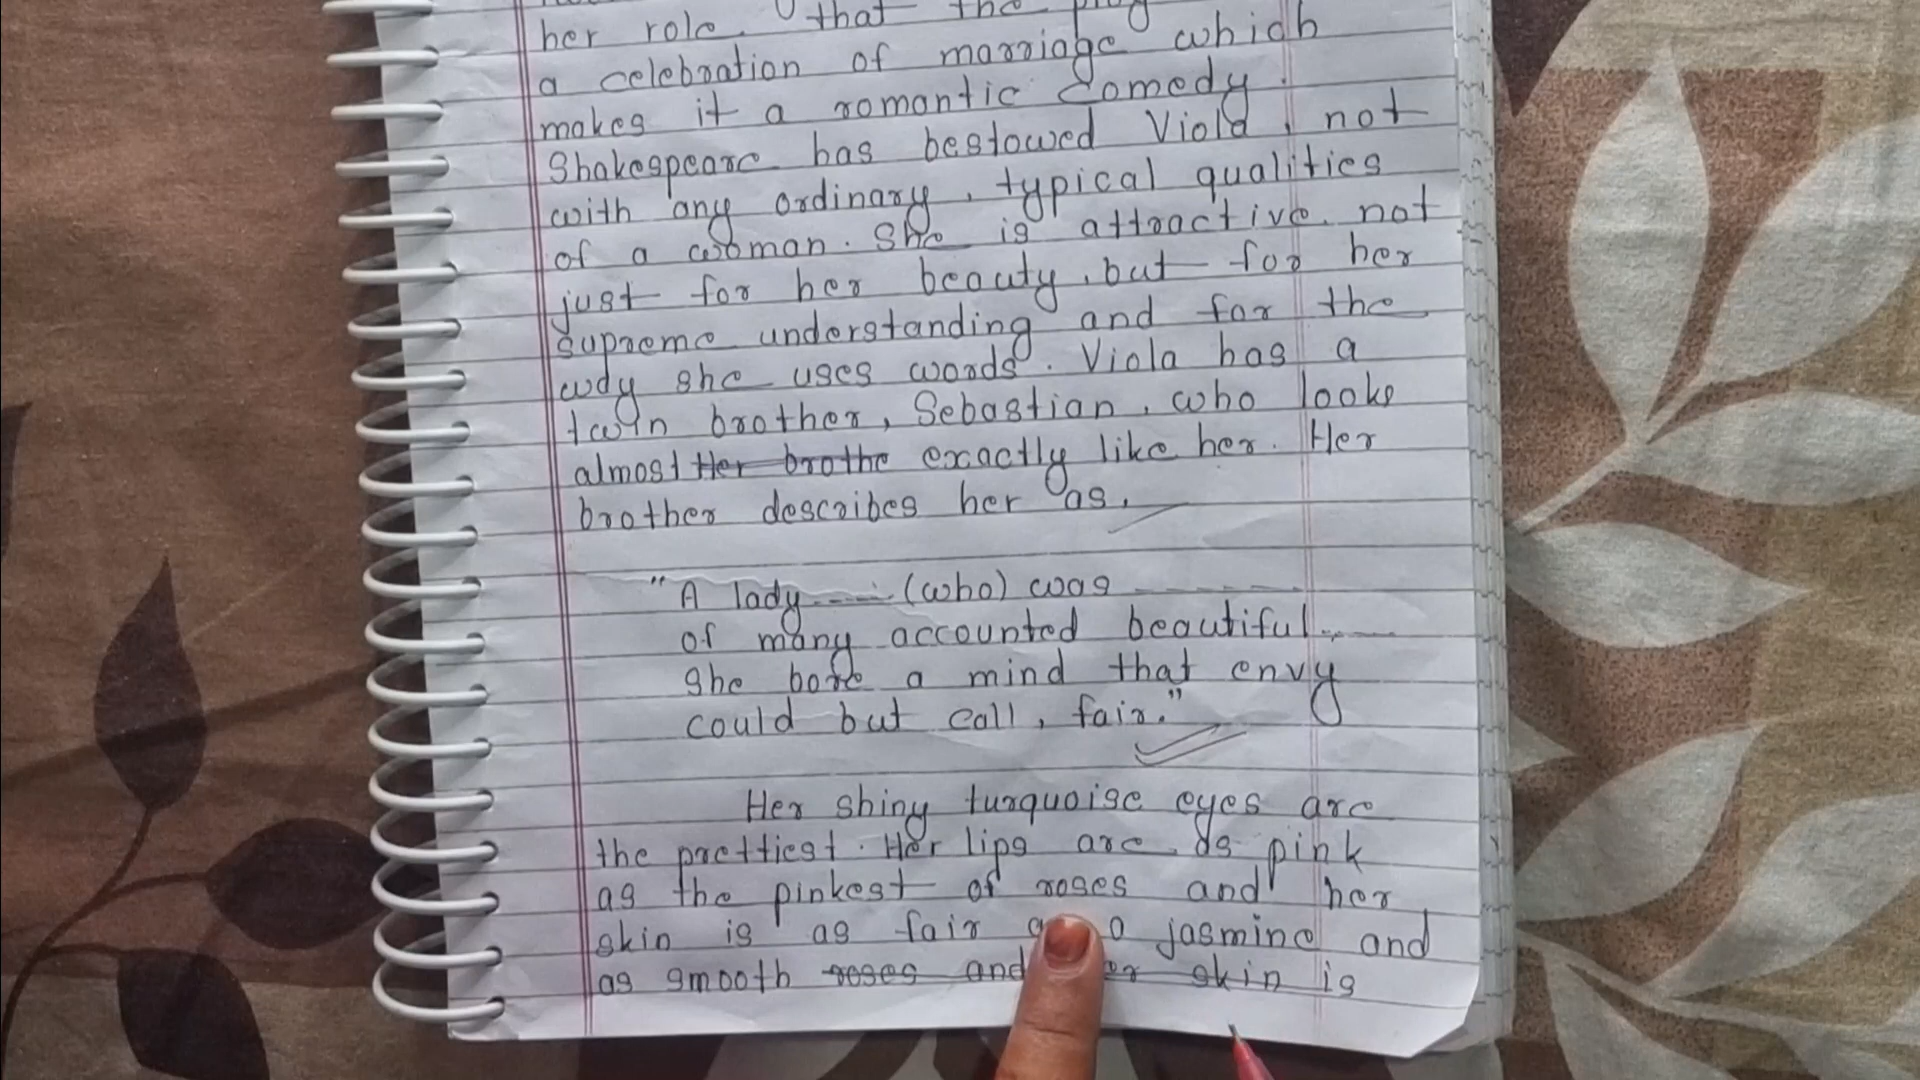 her role. that the
a celebration of marriage which
makes it a romantic Comedy.
Shakespeare has bestowed Viola, not
with any ordinary, typical qualities
of a woman. She is attractive not
just for her beauty, but for her
supreme understanding and for the
way she uses words. Viola has a
twin brother, Sebastian, who looks
almost Her brothe exactly like her. Her
brother describes her as,
"A lady ---- (who) was
of many accounted beautiful...
She bore a mind that envy
could but call, fair."
Her shiny turquoise eyes are
the prettiest. Her lips are as pink
as the pinkest of roses and her
skin is as fair a jasmine and
as smooth roses and skin is